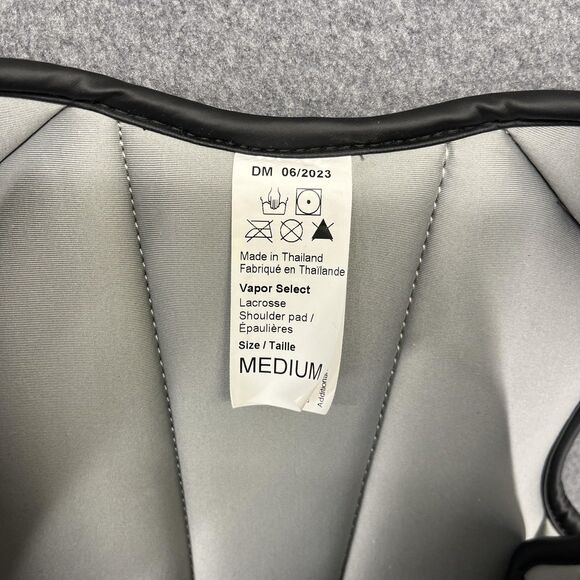 DM 06/2023
Made in Thailand
Fabriqué en Thaïlande
Vapor Select
Lacrosse
Shoulder pad /
Épaulières
Size / Taille
MEDIUM